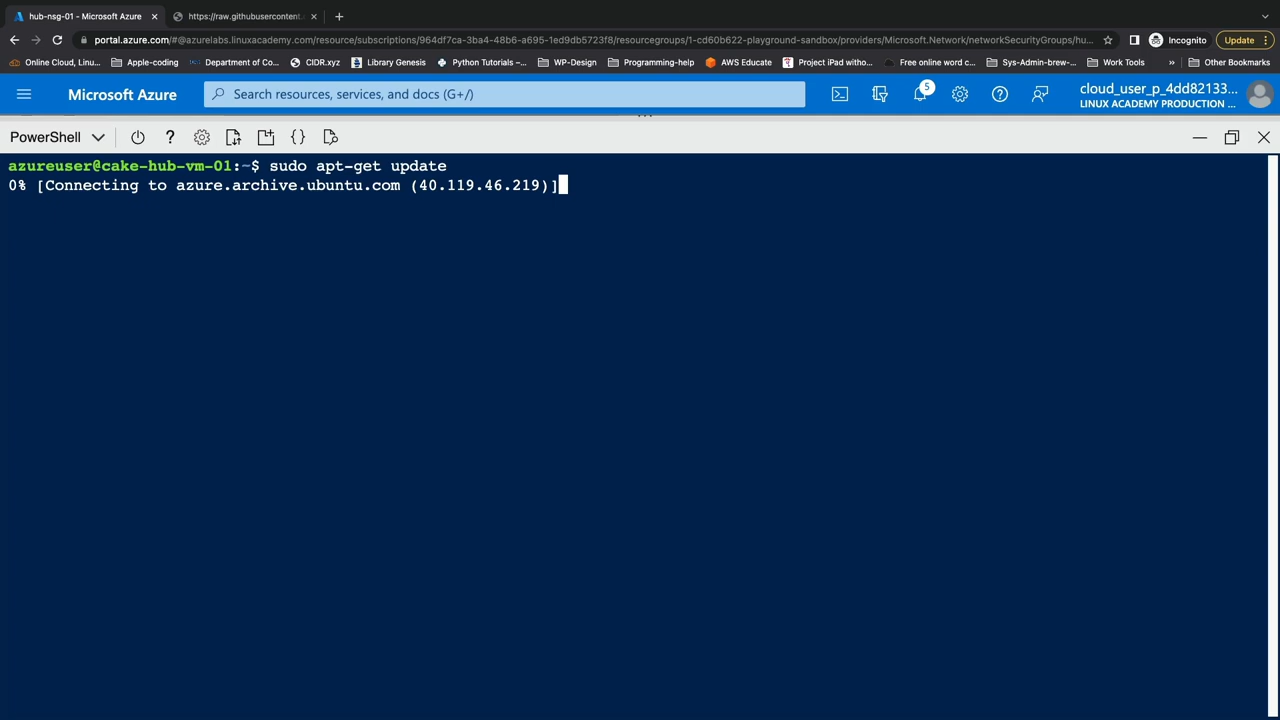 hub-nsg-01 - Microsoft Azure
https://raw.githubusercontent.c
portal.azure.com/#@azurelabs.linuxacademy.com/resource/subscriptions/964df7ca-3ba4-48b6-a695-1ed9db5723f8/resourcegroups/1-cd60b622-playground-sandbox/providers/Microsoft.Network/networkSecurityGroups/hu...
Incognito
Update
Online Cloud, Linu... Apple-coding Department of Co... CIDR.xyz Library Genesis Python Tutorials –... WP-Design Programming-help AWS Educate Project iPad witho... Free online word c... Sys-Admin-brew-... Work Tools » Other Bookmarks
Microsoft Azure
Search resources, services, and docs (G+/)
5
cloud_user_p_4dd82133...
LINUX ACADEMY PRODUCTION ...
PowerShell
azureuser@cake-hub-vm-01:~$ sudo apt-get update
0% [Connecting to azure.archive.ubuntu.com (40.119.46.219)]